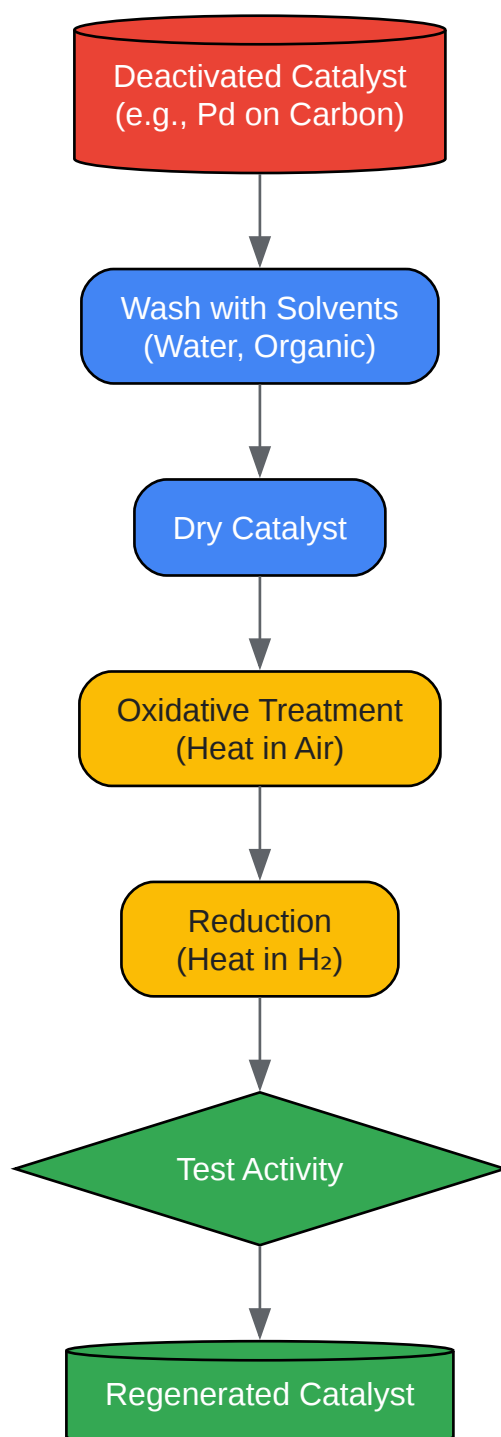 Deactivated Catalyst
(e.g., Pd on Carbon)
Wash with Solvents
(Water, Organic)
Dry Catalyst
Oxidative Treatment
(Heat in Air)
Reduction
(Heat in H₂)
Test Activity
Regenerated Catalyst